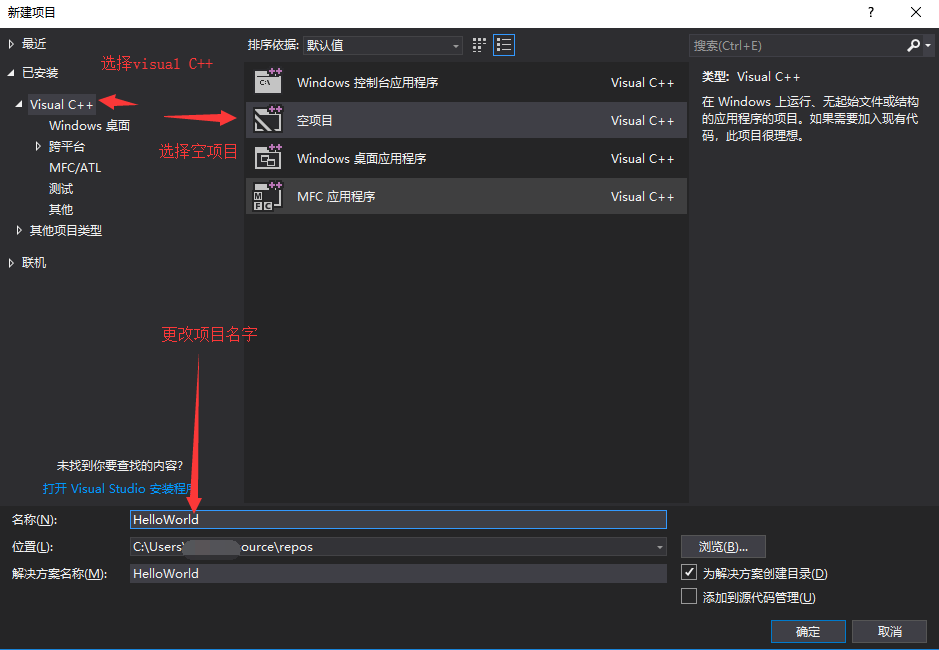 新建项目
?
最近
已安装
Visual C++
Windows 桌面
跨平台
MFC/ATL
测试
其他
其他项目类型
联机
选择visual C++
选择空项目
更改项目名字
未找到你要查找的内容?
打开 Visual Studio 安装程序
排序依据: 默认值
Windows 控制台应用程序 Visual C++
空项目 Visual C++
Windows 桌面应用程序 Visual C++
MFC 应用程序 Visual C++
搜索(Ctrl+E)
类型: Visual C++
在 Windows 上运行、无起始文件或结构
的应用程序的项目。如果需要加入现有代
码，此项目很理想。
名称(N): HelloWorld
位置(L): C:\Users\ ource\repos
浏览(B)...
解决方案名称(M): HelloWorld
为解决方案创建目录(D)
添加到源代码管理(U)
确定
取消